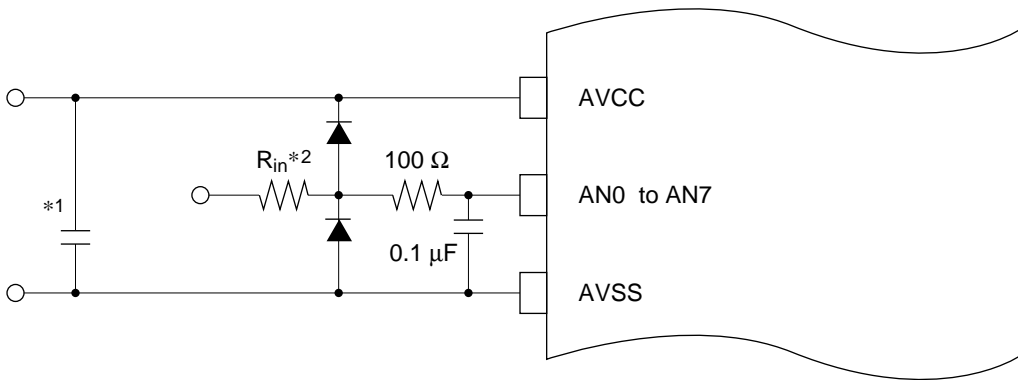 AVCC
R_in*2
100 Ω
*1
AN0 to AN7
0.1 μF
AVSS